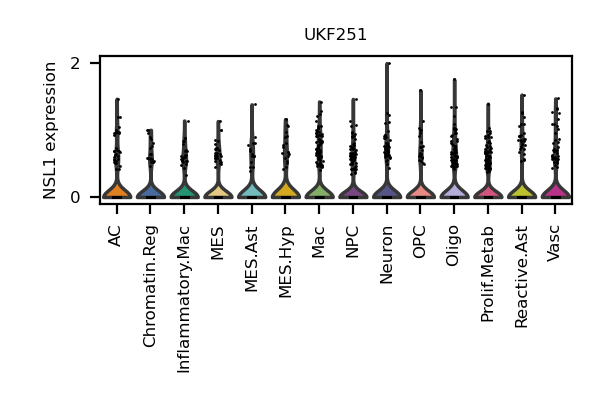 UKF251
NSL1 expression
2
0
AC
Chromatin.Reg
Inflammatory.Mac
MES
MES.Ast
MES.Hyp
Mac
NPC
Neuron
OPC
Oligo
Prolif.Metab
Reactive.Ast
Vasc